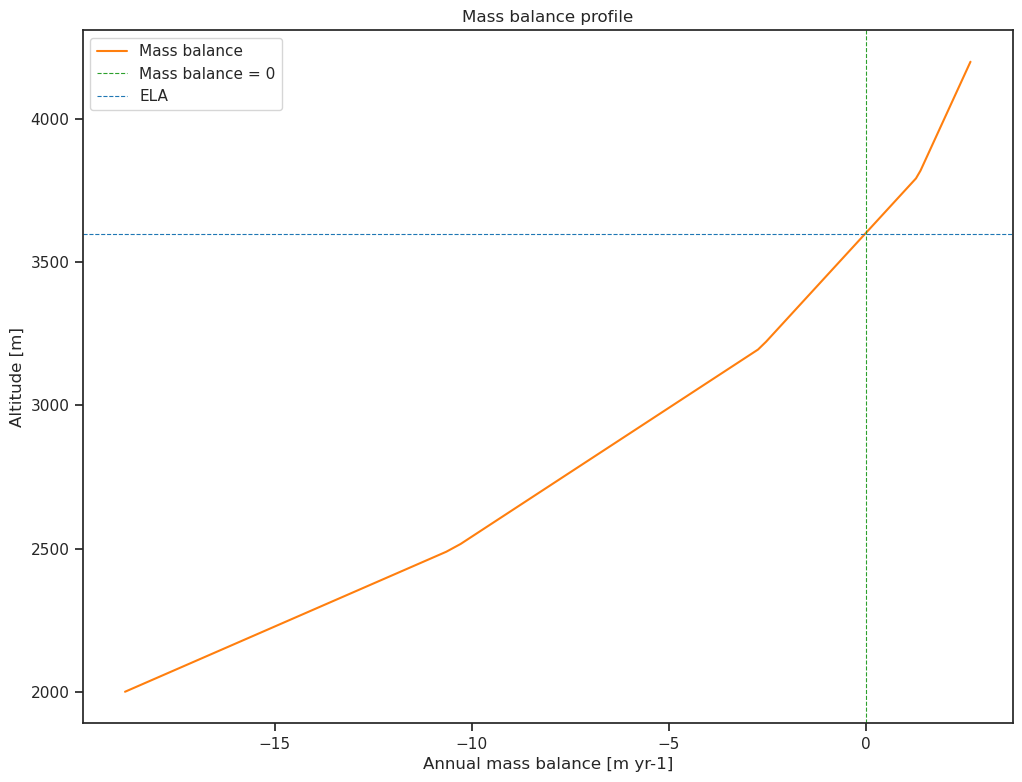 Mass balance profile
Mass balance
Mass balance = 0
ELA
4000
3500
3000
2500
2000
Altitude [m]
−15
−10
−5
0
Annual mass balance [m yr-1]